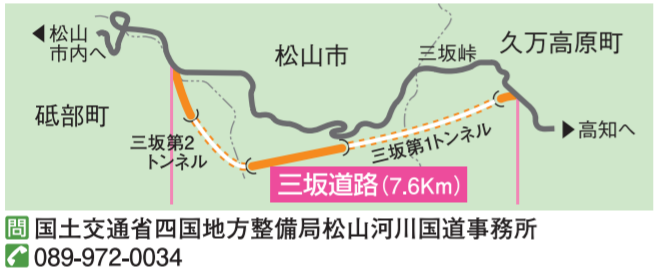 ◀松山
市内へ
松山市
三坂峠
久万高原町
砥部町
▶高知へ
三坂第2
トンネル
三坂第1トンネル
三坂道路(7.6Km)
問 国土交通省四国地方整備局松山河川国道事務所
089-972-0034